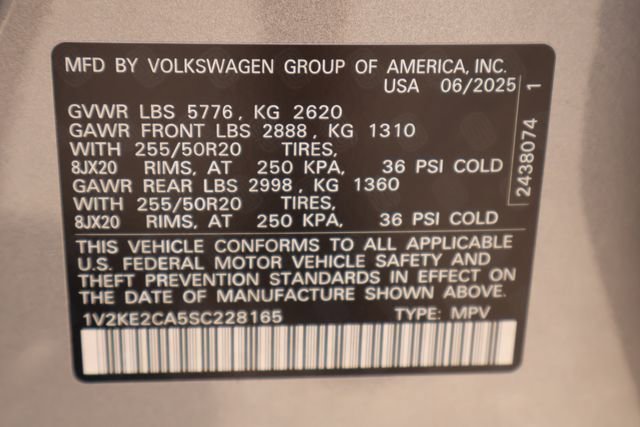 MFD BY VOLKSWAGEN GROUP OF AMERICA, INC.
USA 06/2025
GVWR LBS 5776, KG 2620
GAWR FRONT LBS 2888, KG 1310
WITH 255/50R20 TIRES,
8JX20 RIMS, AT 250 KPA, 36 PSI COLD
GAWR REAR LBS 2998, KG 1360
WITH 255/50R20 TIRES,
8JX20 RIMS, AT 250 KPA, 36 PSI COLD
THIS VEHICLE CONFORMS TO ALL APPLICABLE
U.S. FEDERAL MOTOR VEHICLE SAFETY AND
THEFT PREVENTION STANDARDS IN EFFECT ON
THE DATE OF MANUFACTURE SHOWN ABOVE.
1V2KE2CA5SC228165 TYPE: MPV
2438074 1